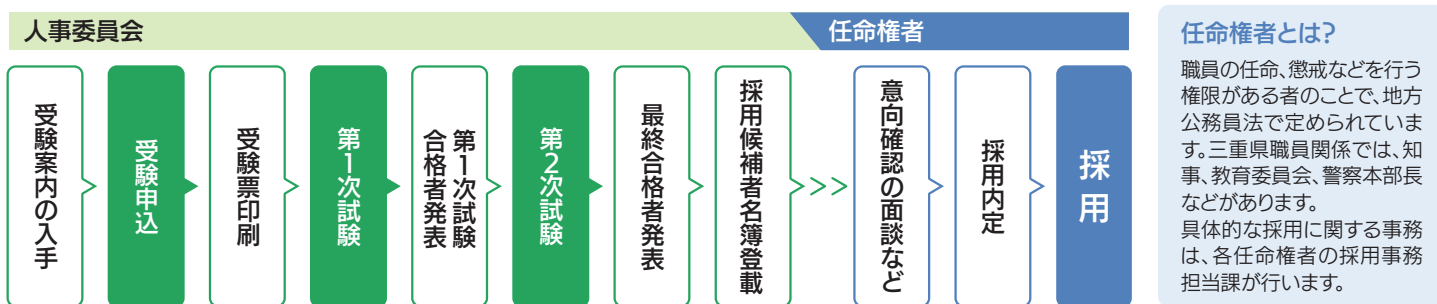 人事委員会
任命権者
受験案内の入手
受験申込
受験票印刷
第1次試験
第1次試験
合格者発表
第2次試験
最終合格者発表
採用候補者名簿登載
>>
意向確認の面談など
採用内定
採用
任命権者とは?
職員の任命、懲戒などを行う
権限がある者のことで、地方
公務員法で定められていま
す。三重県職員関係では、知
事、教育委員会、警察本部長
などがあります。
具体的な採用に関する事務
は、各任命権者の採用事務
担当課が行います。